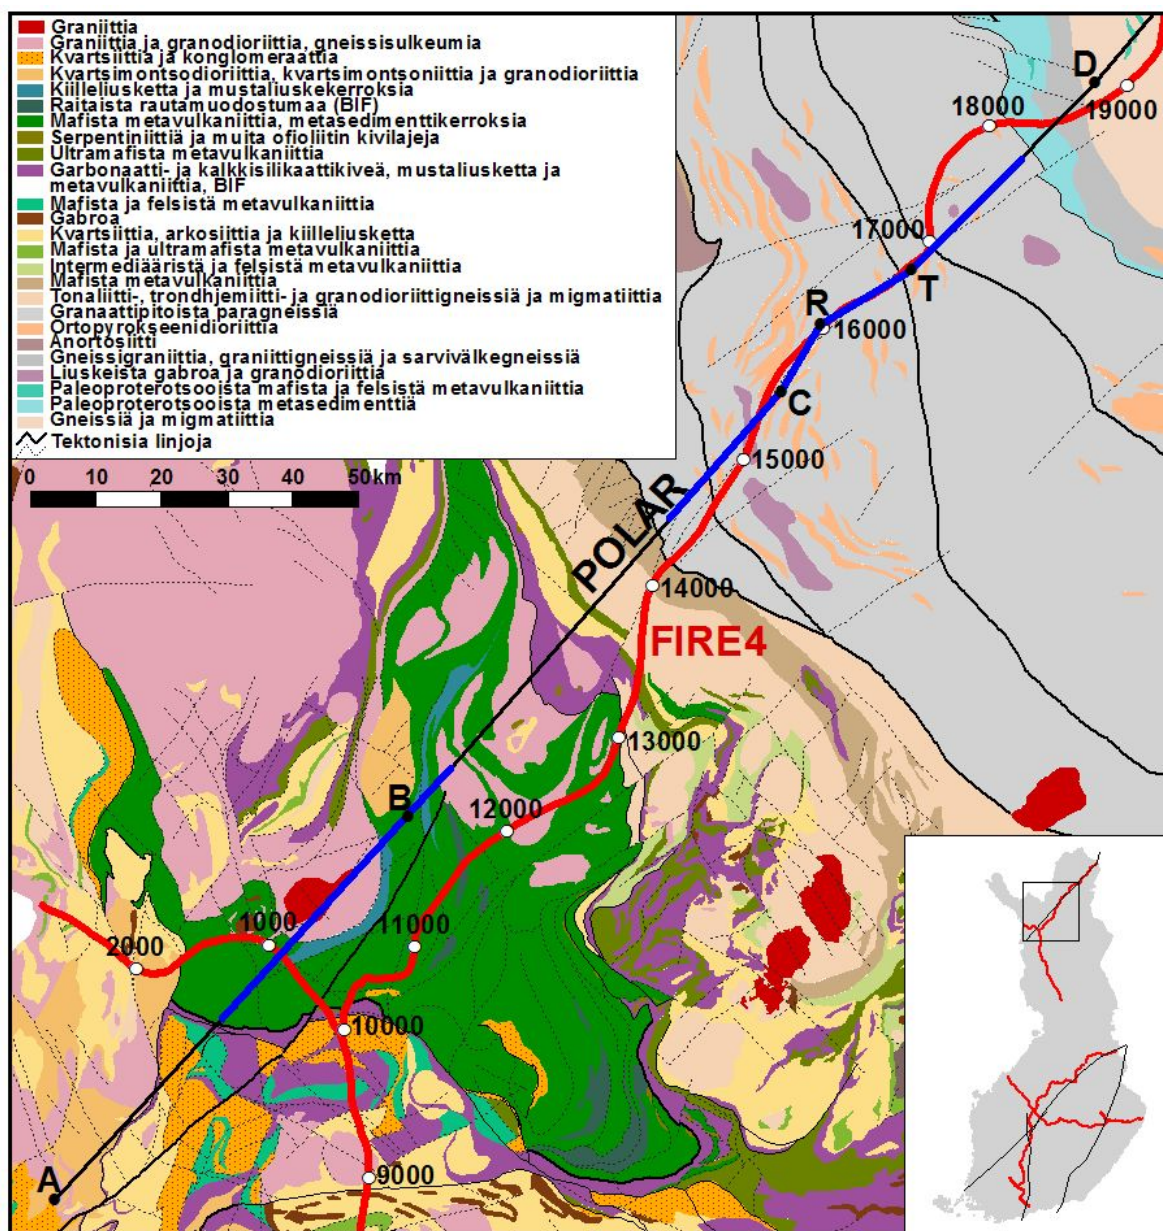 Graniittia
Graniittia ja granodioriittia, gneissisulkeumia
Kvartsiittia ja konglomeraattia
Kvartsimontsodioriittia, kvartsimontsoniittia ja granodioriittia
Kiilleliusketta ja mustaliuskekerroksia
Raitaista rautamuodostumaa (BIF)
Mafista metavulkaniittia, metasedimenttikerroksia
Serpentiniittiä ja muita ofioliitin kivilajeja
Ultramafista metavulkaniittia
Garbonaatti- ja kalkkisilikaattikiveä, mustaliusketta ja
metavulkaniittia, BIF
Mafista ja felsistä metavulkaniittia
Gabroa
Kvartsiittia, arkosiittia ja kiilleliusketta
Mafista ja ultramafista metavulkaniittia
Intermediääristä ja felsistä metavulkaniittia
Mafista metavulkaniittia
Tonaliitti-, trondhjemiitti- ja granodioriittigneissiä ja migmatiittia
Granaattipitoista paragneissiä
Ortopyrokseenidioriittia
Anortosiitti
Gneissigraniittia, graniittigneissiä ja sarvivälkegneissiä
Liuskeista gabroa ja granodioriittia
Paleoproterotsooista mafista ja felsistä metavulkaniittia
Paleoproterotsooista metasedimenttiä
Gneissiä ja migmatiittia
Tektonisia linjoja
0 10 20 30 40 50 km
D
19000
18000
17000
T
R
16000
C
15000
POLAR
14000
FIRE4
13000
B
12000
11000
1000
2000
10000
9000
A